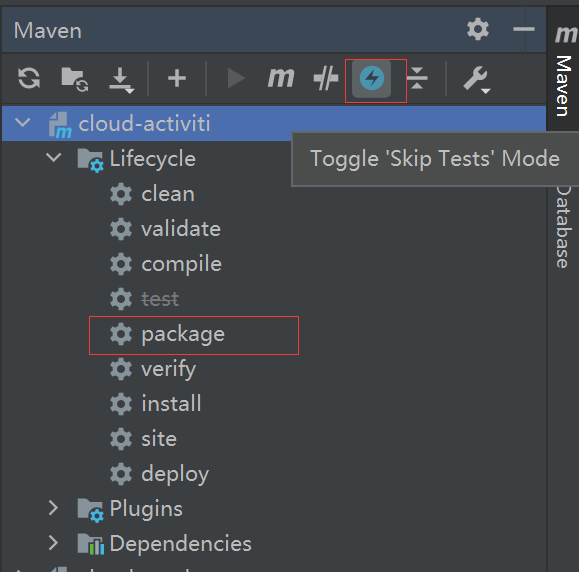 Maven
m
Maven
cloud-activiti
Toggle 'Skip Tests' Mode
Lifecycle
clean
validate
Database
compile
test
package
verify
install
site
deploy
Plugins
Dependencies